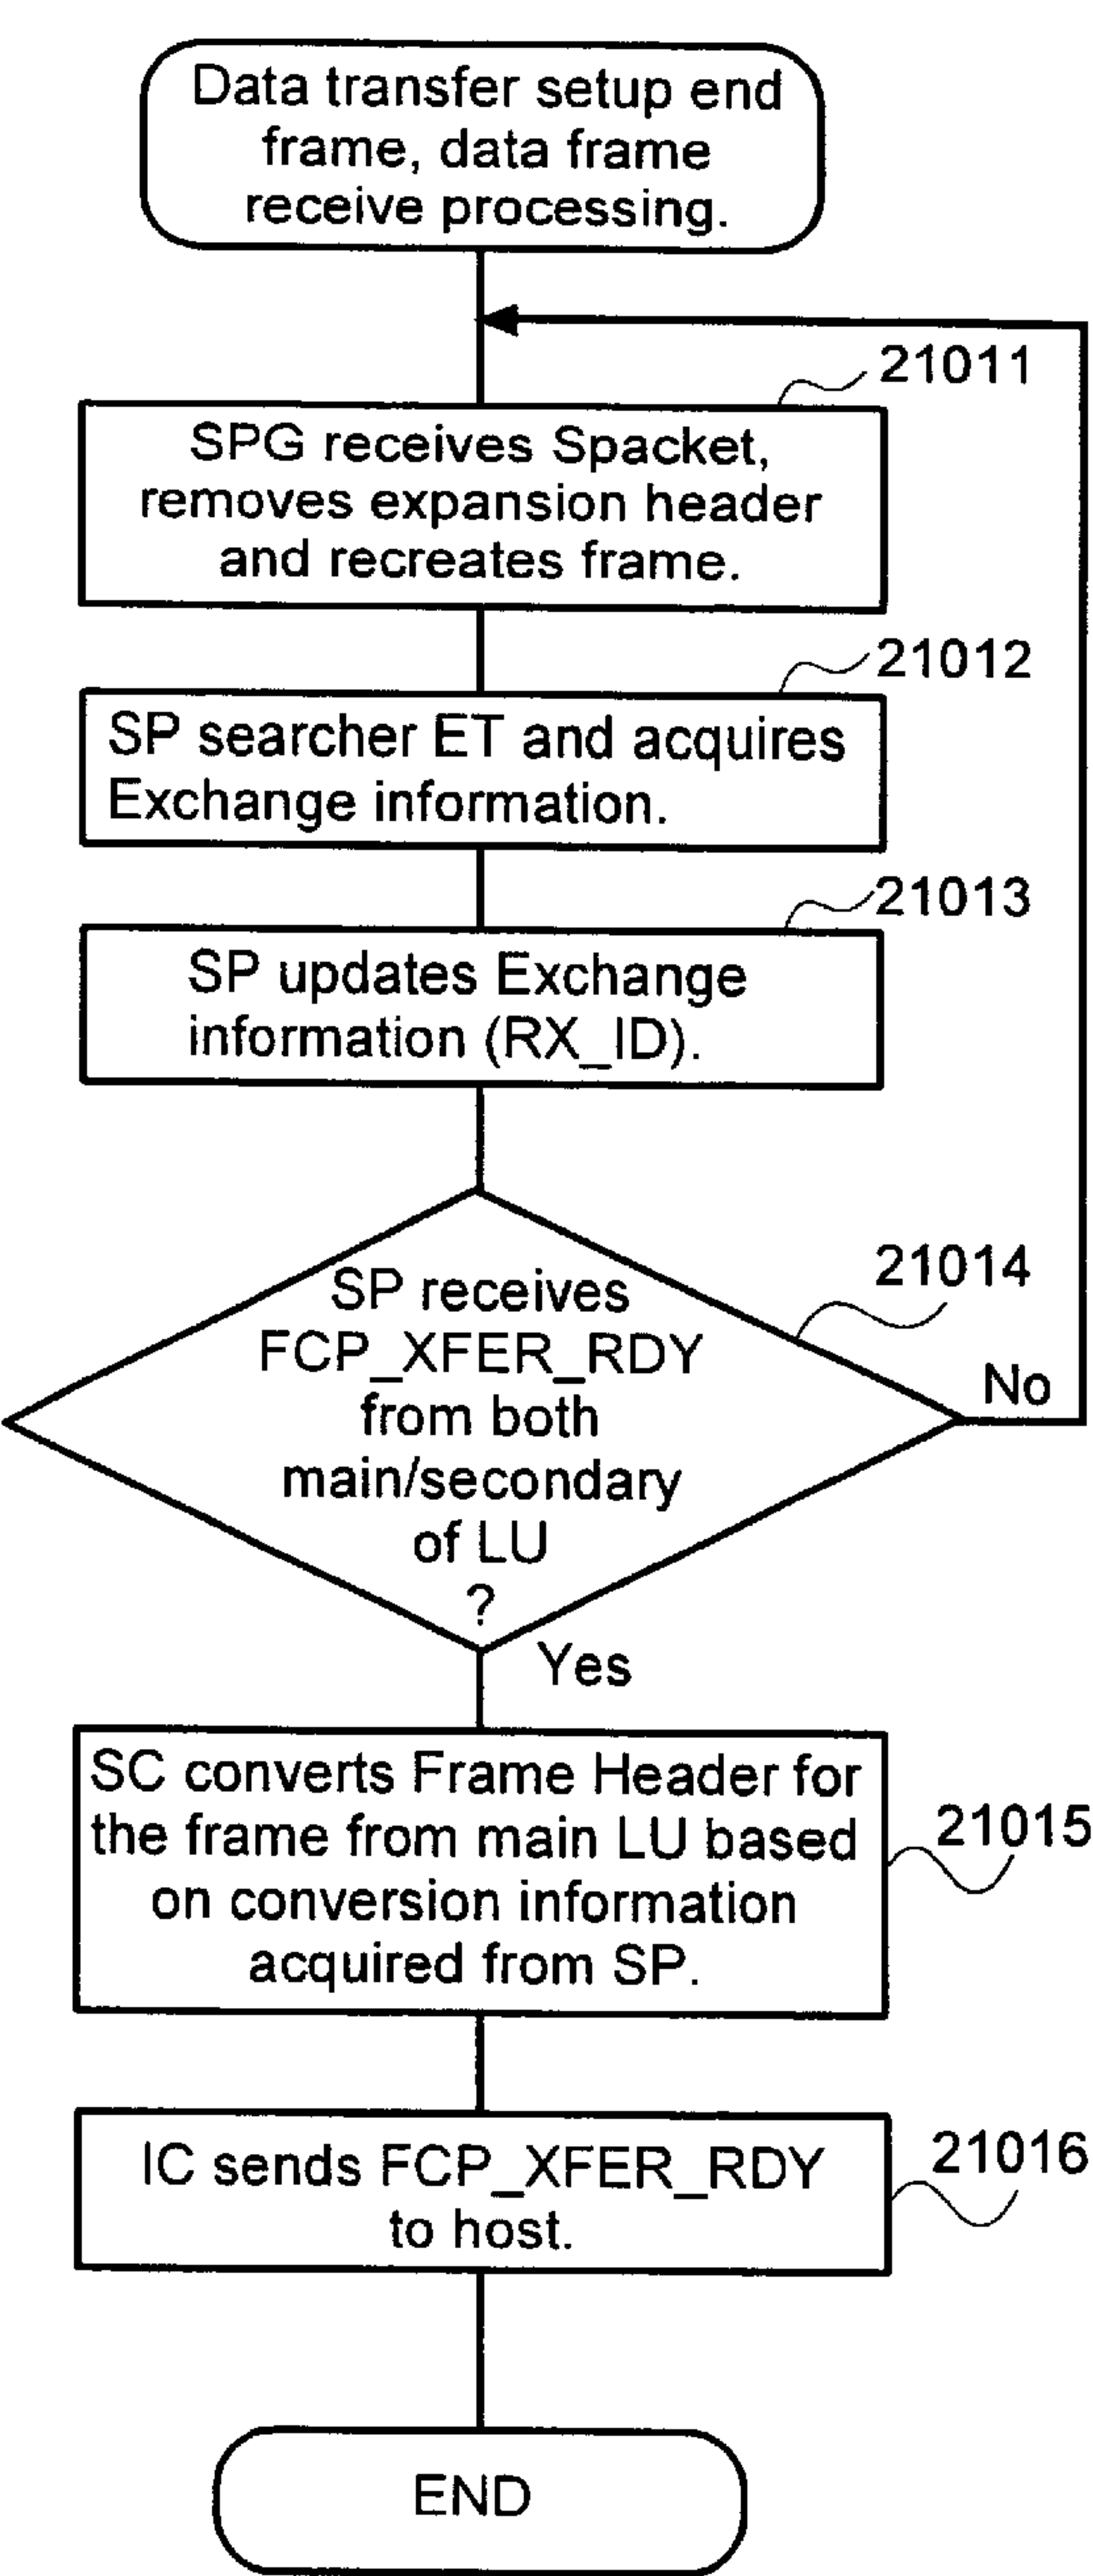 Data transfer setup end
frame, data frame
receive processing.
21011
SPG receives Spacket,
removes expansion header
and recreates frame.
21012
SP searcher ET and acquires
Exchange information.
21013
SP updates Exchange
information (RX_ID).
21014
SP receives
FCP_XFER_RDY
from both
main/secondary
of LU
?
No
Yes
SC converts Frame Header for
the frame from main LU based
on conversion information
acquired from SP.
21015
IC sends FCP_XFER_RDY
to host.
21016
END